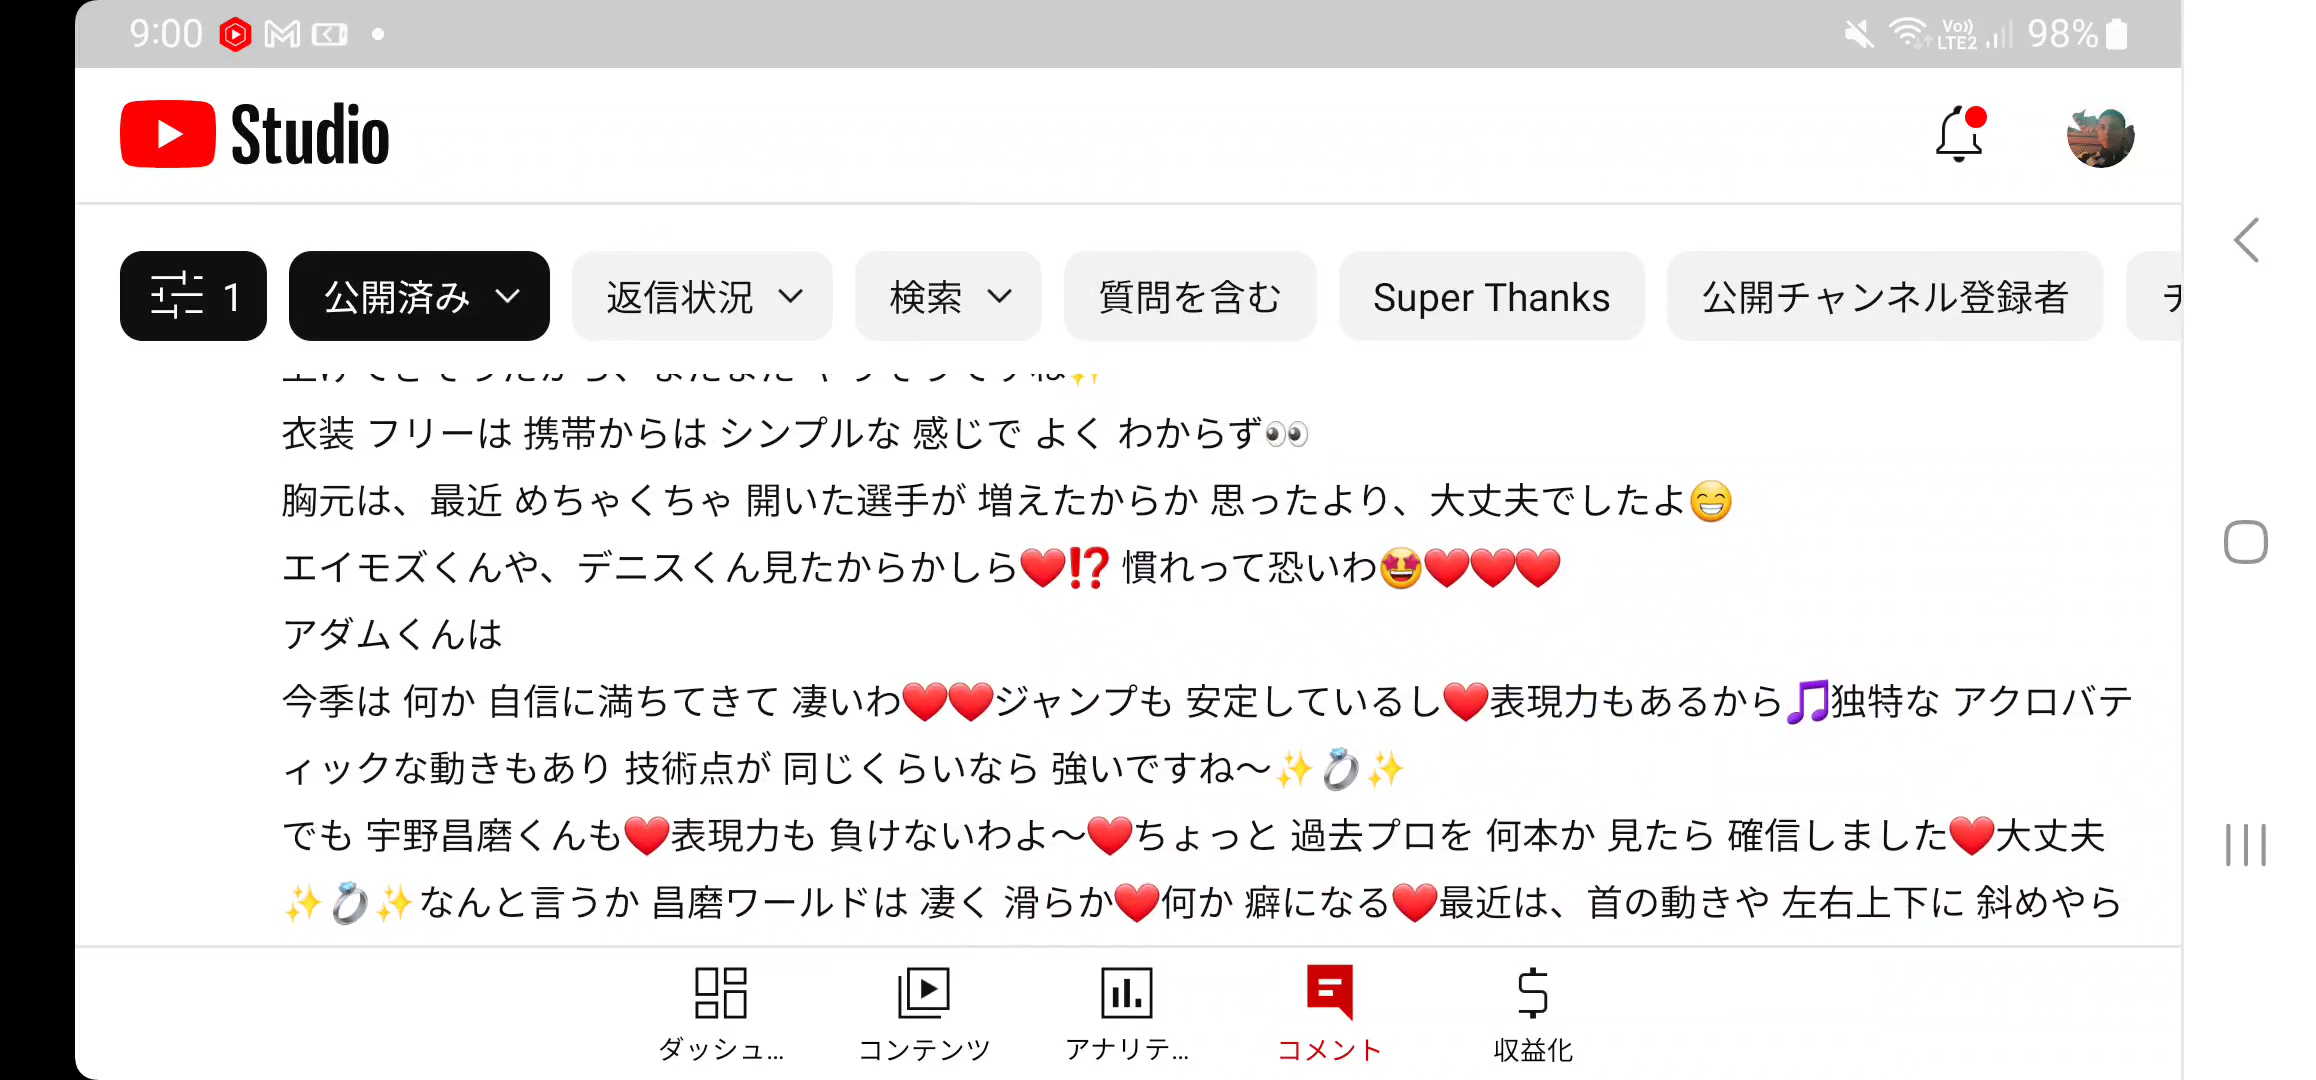 9:00
Vo)) LTE2 98%
Studio
1 公開済み 返信状況 検索 質問を含む Super Thanks 公開チャンネル登録者
衣装 フリーは 携帯からは シンプルな 感じで よく わからず👀
胸元は、最近 めちゃくちゃ 開いた選手が 増えたからか 思ったより、大丈夫でしたよ😁
エイモズくんや、デニスくん見たからかしら❤️⁉️ 慣れって恐いわ🤩❤️❤️❤️
アダムくんは
今季は 何か 自信に満ちてきて 凄いわ❤️❤️ジャンプも 安定しているし❤️表現力もあるから🎵独特な アクロバテ
ィックな動きもあり 技術点が 同じくらいなら 強いですね〜✨💍✨
でも 宇野昌磨くんも❤️表現力も 負けないわよ〜❤️ちょっと 過去プロを 何本か 見たら 確信しました❤️大丈夫
✨💍✨なんと言うか 昌磨ワールドは 凄く 滑らか❤️何か 癖になる❤️最近は、首の動きや 左右上下に 斜めやら
ダッシュ... コンテンツ アナリテ... コメント 収益化